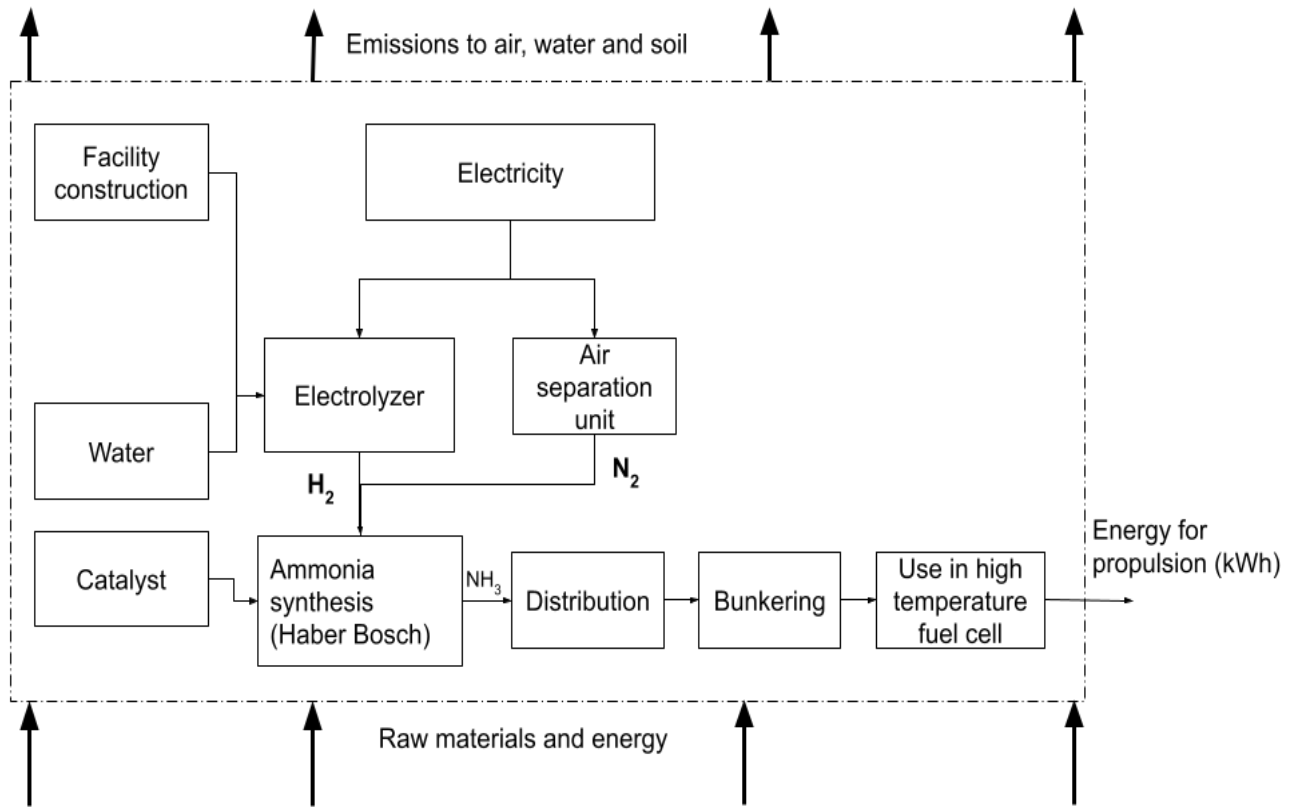 Emissions to air, water and soil
Facility
construction
Electricity
Electrolyzer
Air
separation
unit
Water
H₂
N₂
Catalyst
Ammonia
synthesis
(Haber Bosch)
NH₃
Distribution
Bunkering
Use in high
temperature
fuel cell
Energy for
propulsion (kWh)
Raw materials and energy